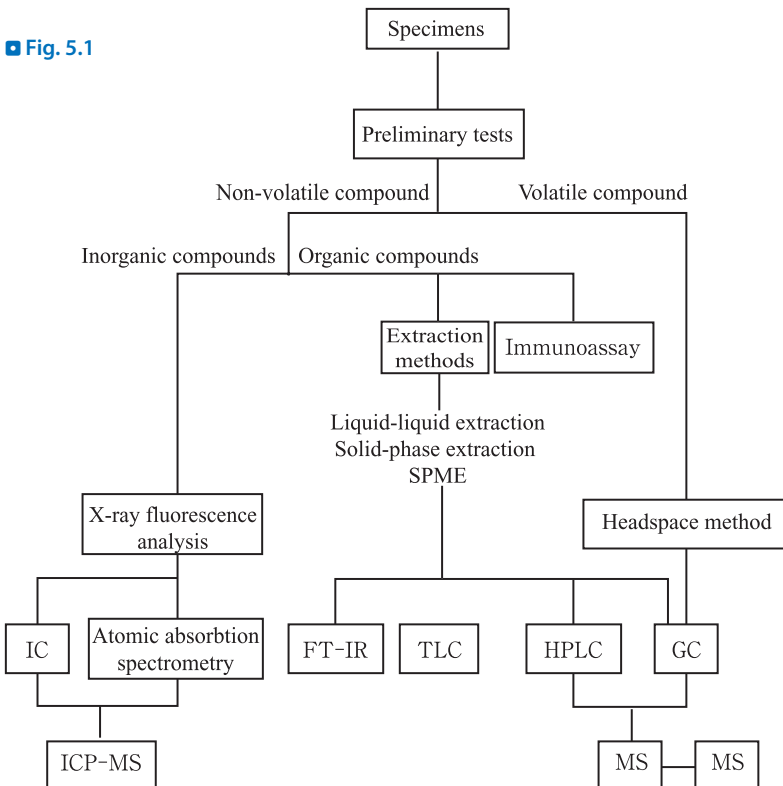 Fig. 5.1
Specimens
Preliminary tests
Non-volatile compound
Volatile compound
Inorganic compounds
Organic compounds
Extraction
methods
Immunoassay
Liquid-liquid extraction
Solid-phase extraction
SPME
X-ray fluorescence
analysis
Headspace method
IC
Atomic absorbtion
spectrometry
FT-IR
TLC
HPLC
GC
ICP-MS
MS
MS